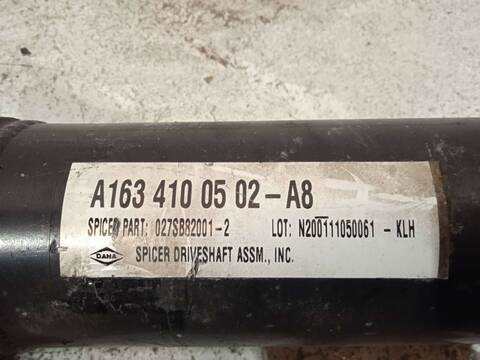 A163 410 05 02-A8
SPICER PART: 027SB82001-2 LOT: N200111050061 - KLH
DANA SPICER DRIVESHAFT ASSM., INC.